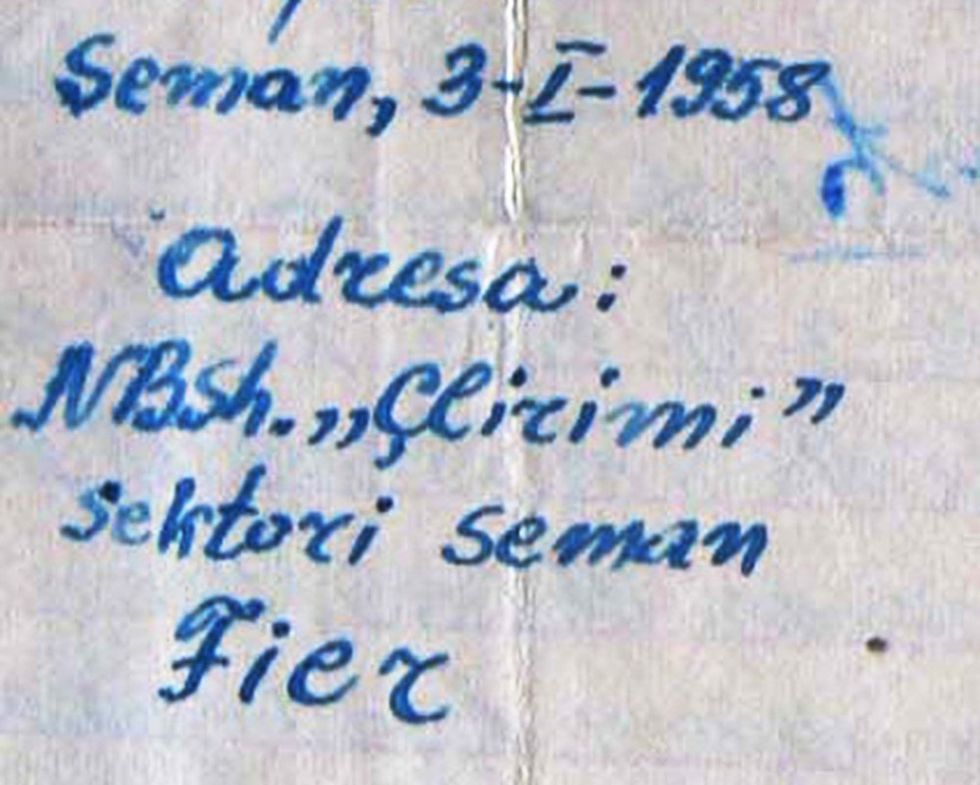 Seman, 3-I-1958
Adresa:
NBSh. „Çlirimi”
sektori seman
Fier